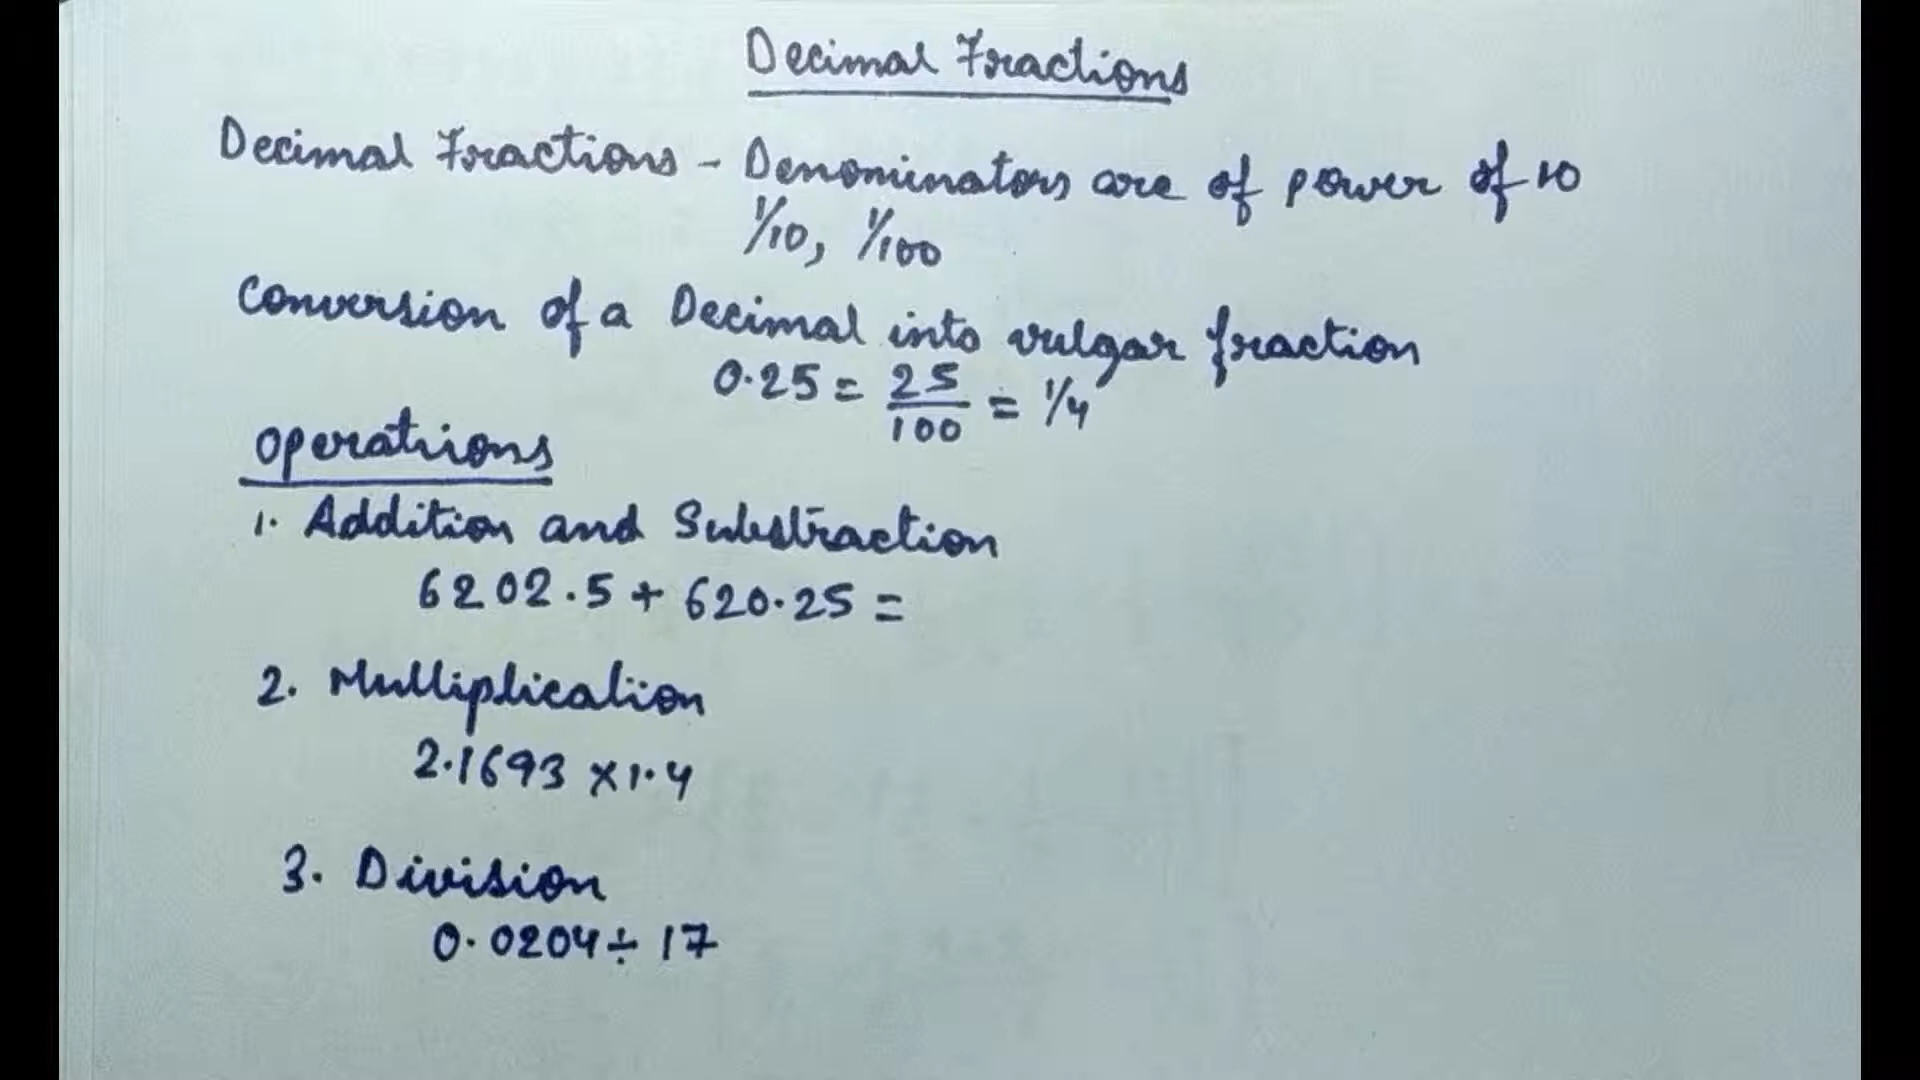 Decimal Fractions
Decimal Fractions - Denominators are of power of 10
1/10, 1/100
Conversion of a Decimal into vulgar fraction
0.25 = 25/100 = 1/4
Operations
1. Addition and Substraction
6202.5 + 620.25 =
2. Multiplication
2.1693 × 1.4
3. Division
0.0204 ÷ 17